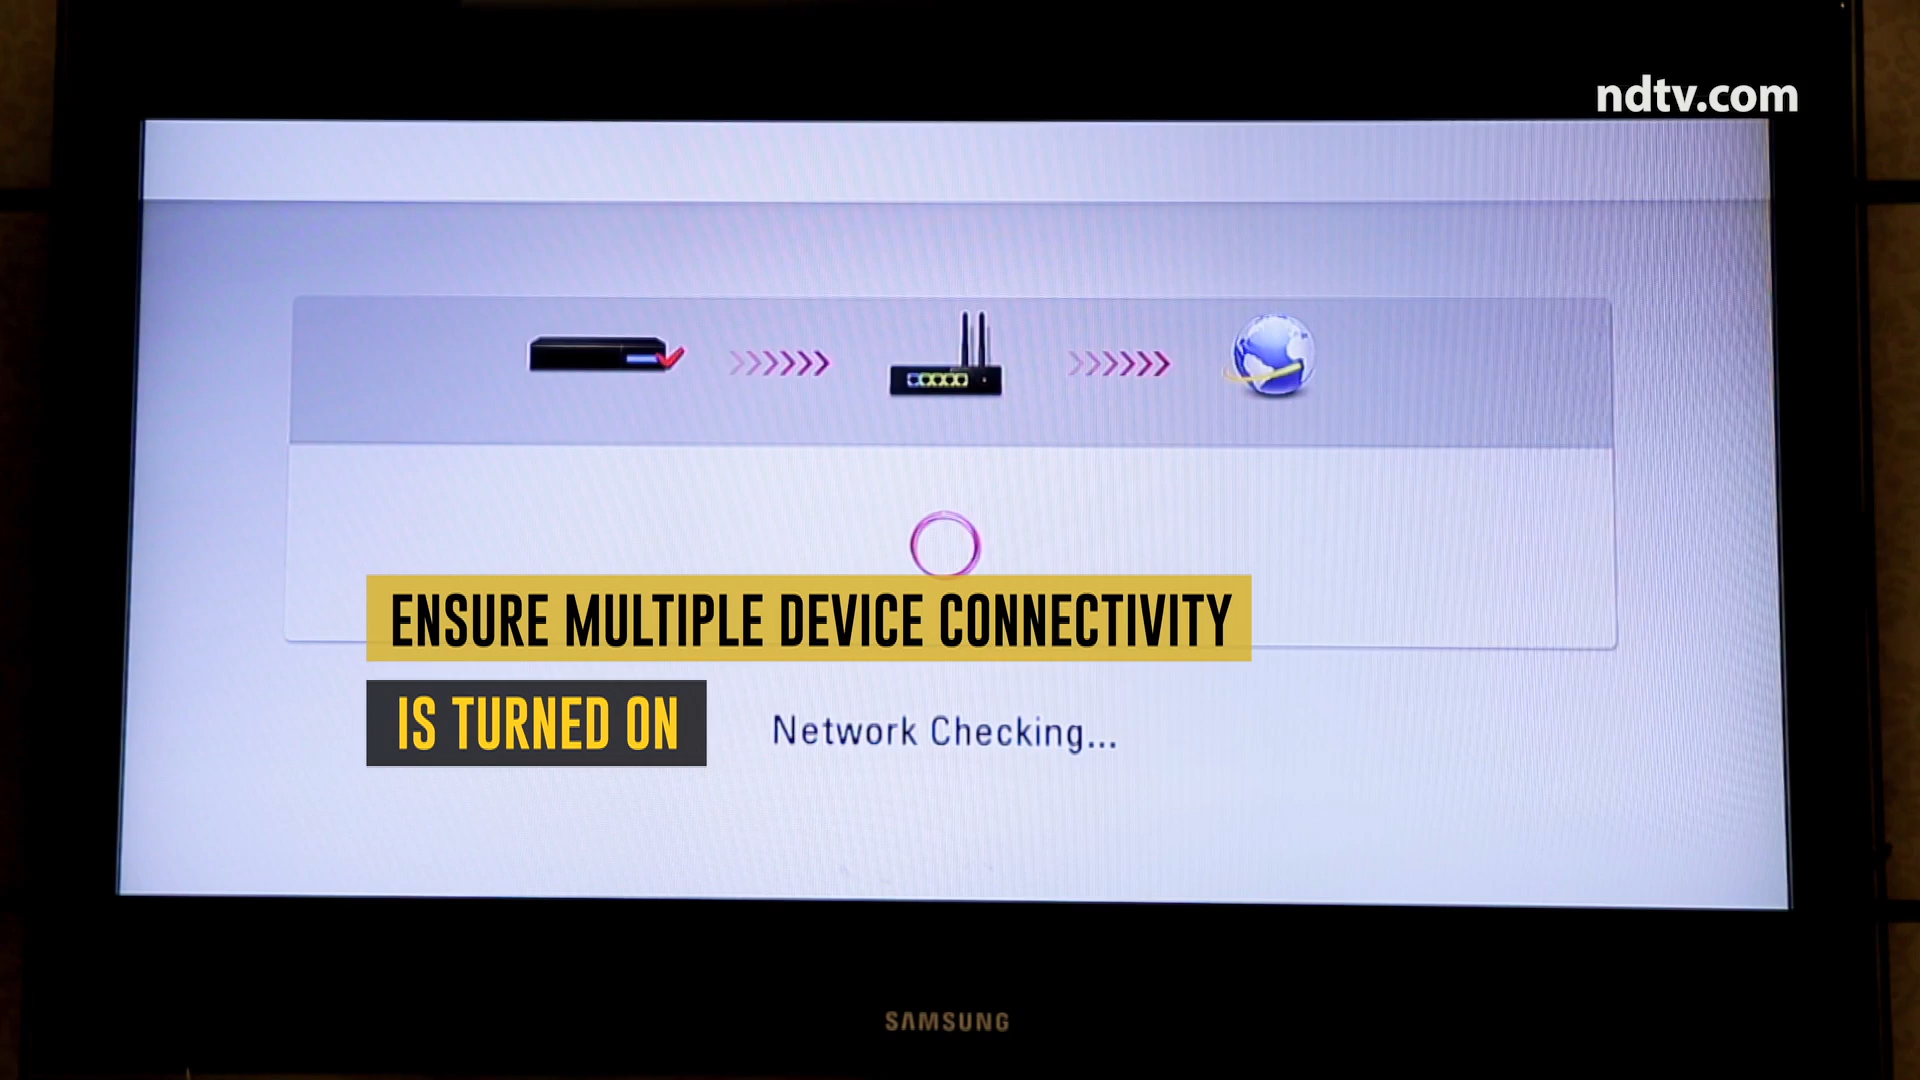 ndtv.com
ENSURE MULTIPLE DEVICE CONNECTIVITY
IS TURNED ON
Network Checking...
SAMSUNG